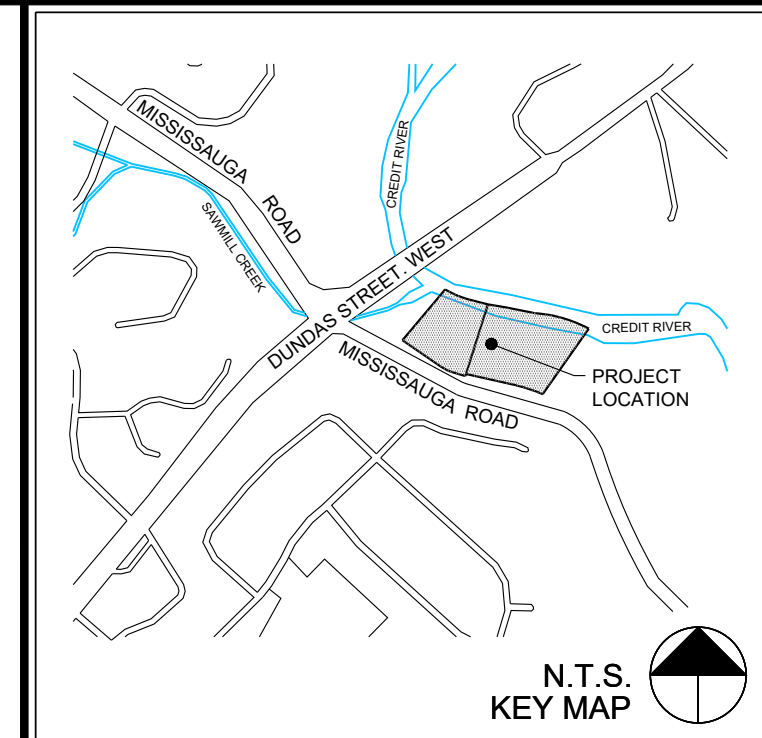 MISSISSAUGA ROAD
SAWMILL CREEK
CREDIT RIVER
DUNDAS STREET. WEST
CREDIT RIVER
MISSISSAUGA ROAD
PROJECT
LOCATION
N.T.S.
KEY MAP